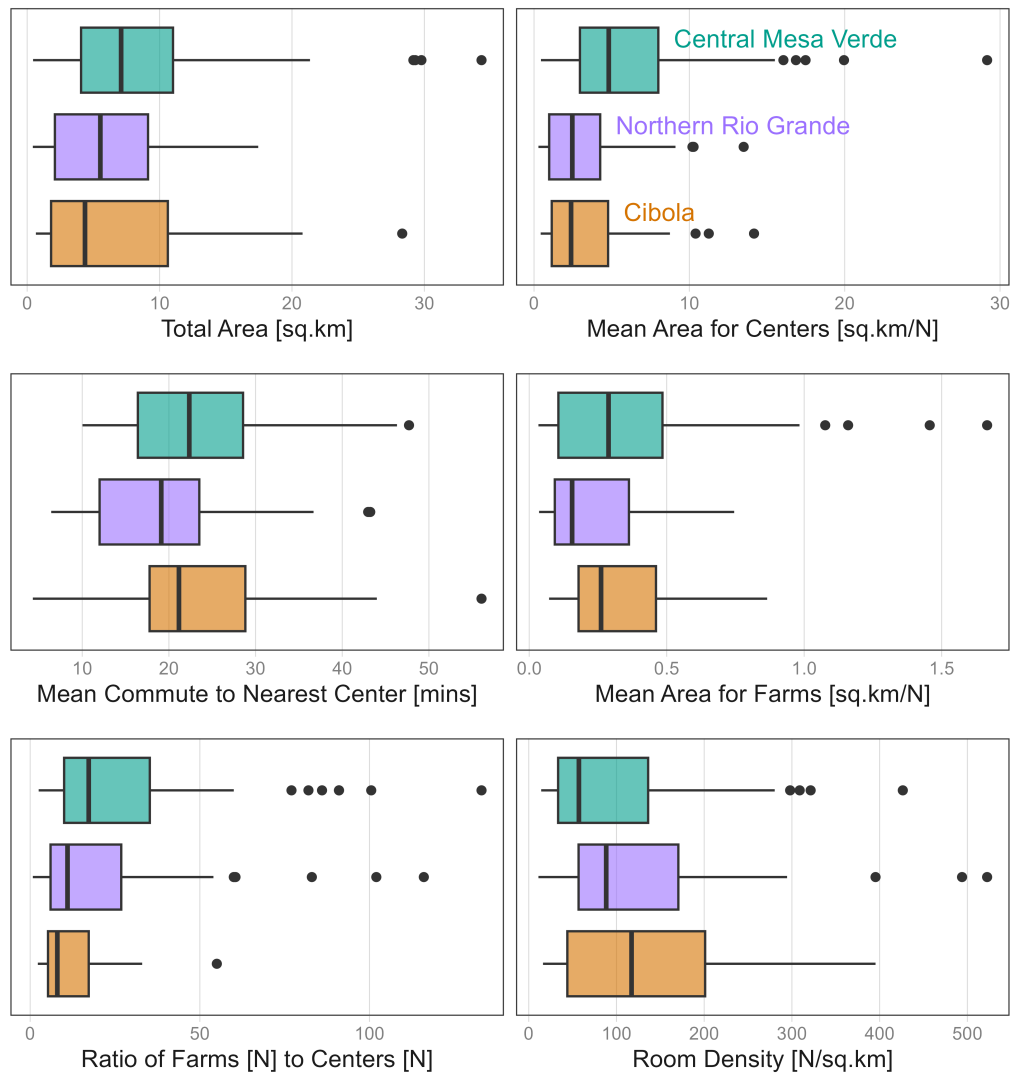 Central Mesa Verde
Northern Rio Grande
Cibola
0 10 20 30
Total Area [sq.km]
0 10 20 30
Mean Area for Centers [sq.km/N]
10 20 30 40 50
Mean Commute to Nearest Center [mins]
0.0 0.5 1.0 1.5
Mean Area for Farms [sq.km/N]
0 50 100
Ratio of Farms [N] to Centers [N]
0 100 200 300 400 500
Room Density [N/sq.km]